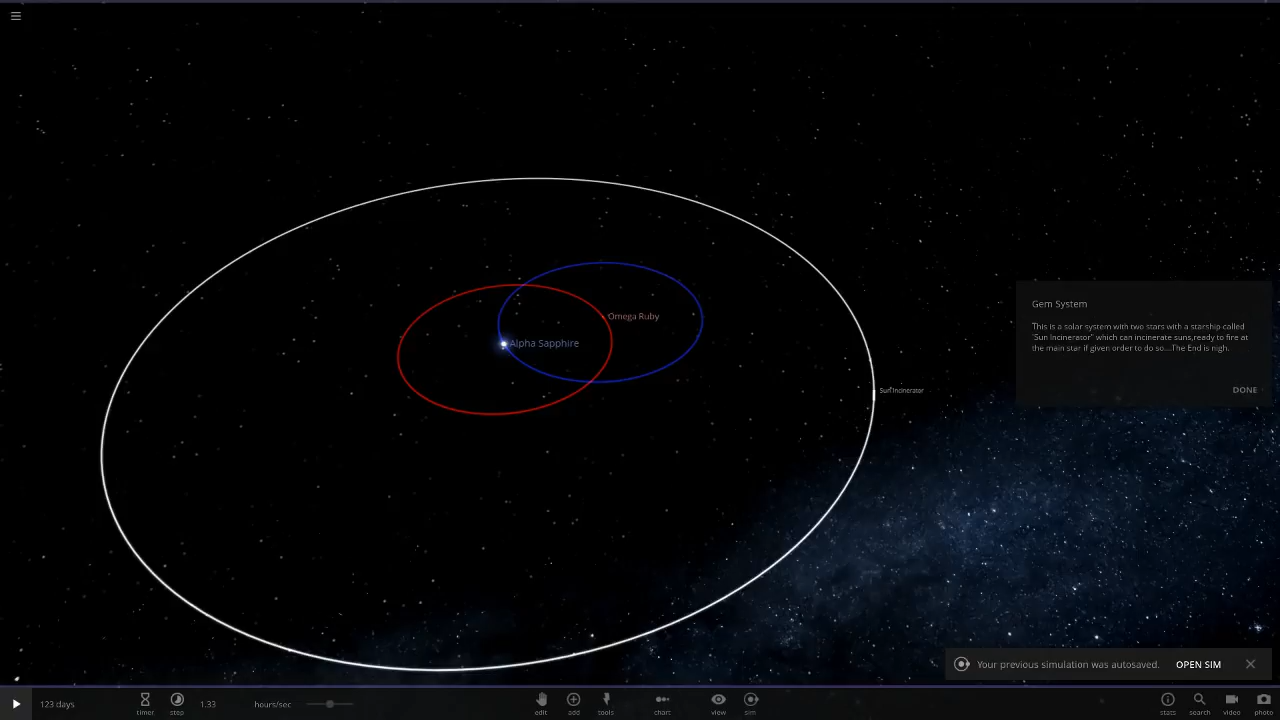 Omega Ruby
Alpha Sapphire
Sun Incinerator
Gem System
This is a solar system with two stars with a starship called
'Sun Incinerator" which can incinerate suns,ready to fire at
the main star if given order to do so...The End is nigh.
DONE
Your previous simulation was autosaved. OPEN SIM
123 days
timer
step
1.33
hours/sec
edit
add
tools
chart
view
sim
stats
search
video
photo